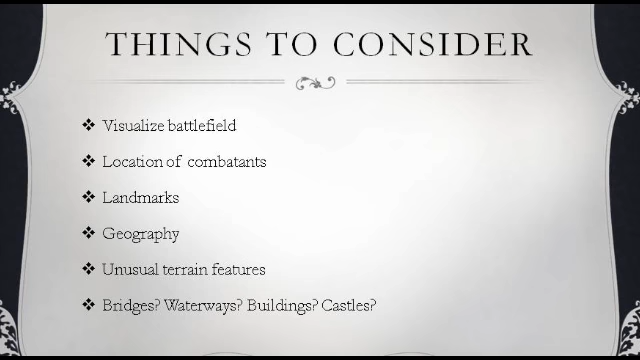 THINGS TO CONSIDER
❖ Visualize battlefield
❖ Location of combatants
❖ Landmarks
❖ Geography
❖ Unusual terrain features
❖ Bridges? Waterways? Buildings? Castles?